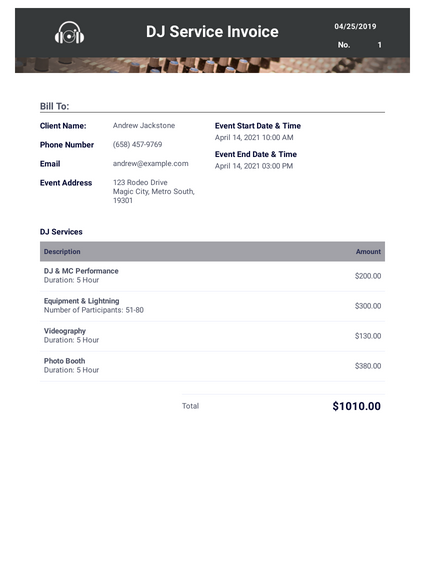 DJ Service Invoice
04/25/2019
No. 1
Bill To:
Client Name: Andrew Jackstone
Phone Number (658) 457-9769
Email andrew@example.com
Event Address 123 Rodeo Drive
Magic City, Metro South,
19301
Event Start Date & Time
April 14, 2021 10:00 AM
Event End Date & Time
April 14, 2021 03:00 PM
DJ Services
Description Amount
DJ & MC Performance
Duration: 5 Hour
$200.00
Equipment & Lightning
Number of Participants: 51-80
$300.00
Videography
Duration: 5 Hour
$130.00
Photo Booth
Duration: 5 Hour
$380.00
Total $1010.00